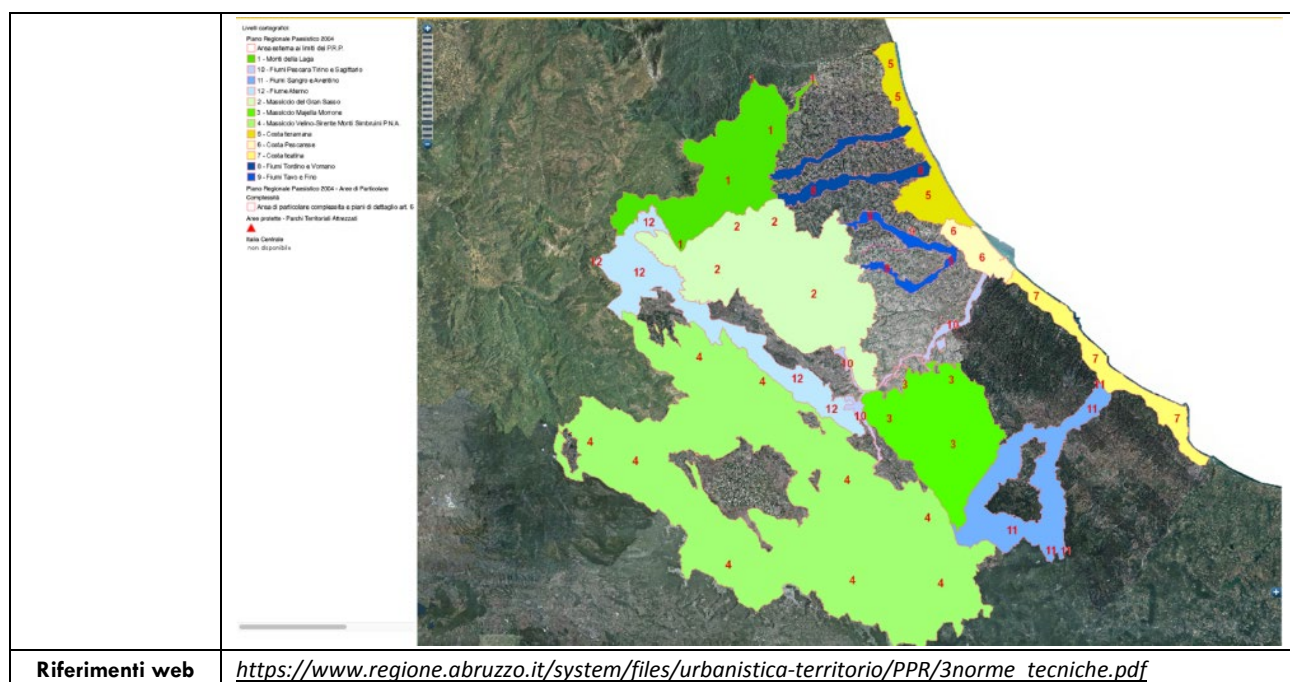 Livelli cartografici
Piano Regionale Paesistico 2004
Area esterna ai limiti del P.R.P.
1 - Monti della Laga
10 - Fiumi Pescara Tirino e Sagittario
11 - Fiumi Sangro e Aventino
12 - Fiume Aterno
2 - Massiccio del Gran Sasso
3 - Massiccio Majella Morrone
4 - Massiccio Velino-Sirente Monti Simbruini P.N.A.
5 - Costa teramana
6 - Costa Pescarese
7 - Costa teatina
8 - Fiumi Tordino e Vomano
9 - Fiumi Tavo e Fino
Piano Regionale Paesistico 2004 - Aree di Particolare
Complessità
Area di particolare complessita e piani di dettaglio art. 6
Aree protette - Parchi Territoriali Attrezzati
Italia Centrale
non disponibile
5
5
1
1
8
5
2
2
12
1
6
6
12
12
2
2
7
10
4
4
10
12
12
10
3
3
3
3
7
11
11
7
4
4
4
4
11
11
11
4
4
4
Riferimenti web
https://www.regione.abruzzo.it/system/files/urbanistica-territorio/PPR/3norme_tecniche.pdf